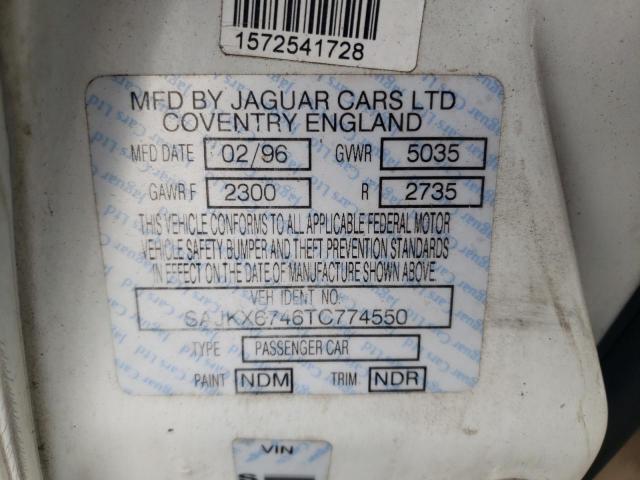 1572541728
MFD BY JAGUAR CARS LTD
COVENTRY ENGLAND
MFD DATE 02/96 GVWR 5035
GAWR F 2300 R 2735
THIS VEHICLE CONFORMS TO ALL APPLICABLE FEDERAL MOTOR
VEHICLE SAFETY BUMPER AND THEFT PREVENTION STANDARDS
IN EFFECT ON THE DATE OF MANUFACTURE SHOWN ABOVE
VEH IDENT NO.
SAJKX6746TC774550
TYPE PASSENGER CAR
PAINT NDM TRIM NDR
VIN
S